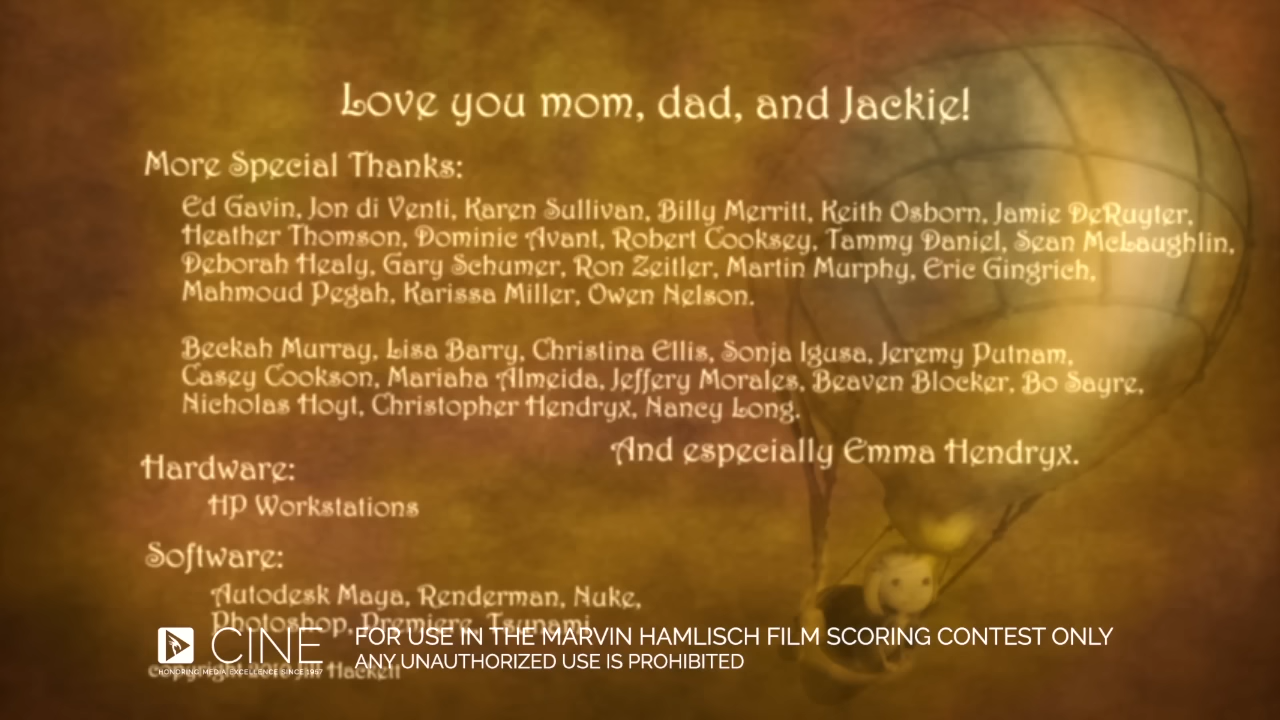 Love you mom, dad, and Jackie!
More Special Thanks:
Ed Gavin, Jon di Venti, Karen Sullivan, Billy Merritt, Keith Osborn, Jamie DeRuyter,
Heather Thomson, Dominic Avant, Robert Cooksey, Tammy Daniel, Sean McLaughlin,
Deborah Healy, Gary Schumer, Ron Zeitler, Martin Murphy, Eric Gingrich,
Mahmoud Pegah, Karissa Miller, Owen Nelson.
Beckah Murray, Lisa Barry, Christina Ellis, Sonja Igusa, Jeremy Putnam,
Casey Cookson, Mariaha Almeida, Jeffery Morales, Beaven Blocker, Bo Sayre,
Nicholas Hoyt, Christopher Hendryx, Nancy Long.
And especially Emma Hendryx.
Hardware:
HP Workstations
Software:
Autodesk Maya, Renderman, Nuke,
Photoshop, Premiere, Tsunami
CINE
HONORING MEDIA EXCELLENCE SINCE 1957
FOR USE IN THE MARVIN HAMLISCH FILM SCORING CONTEST ONLY
ANY UNAUTHORIZED USE IS PROHIBITED
copyright Hackett